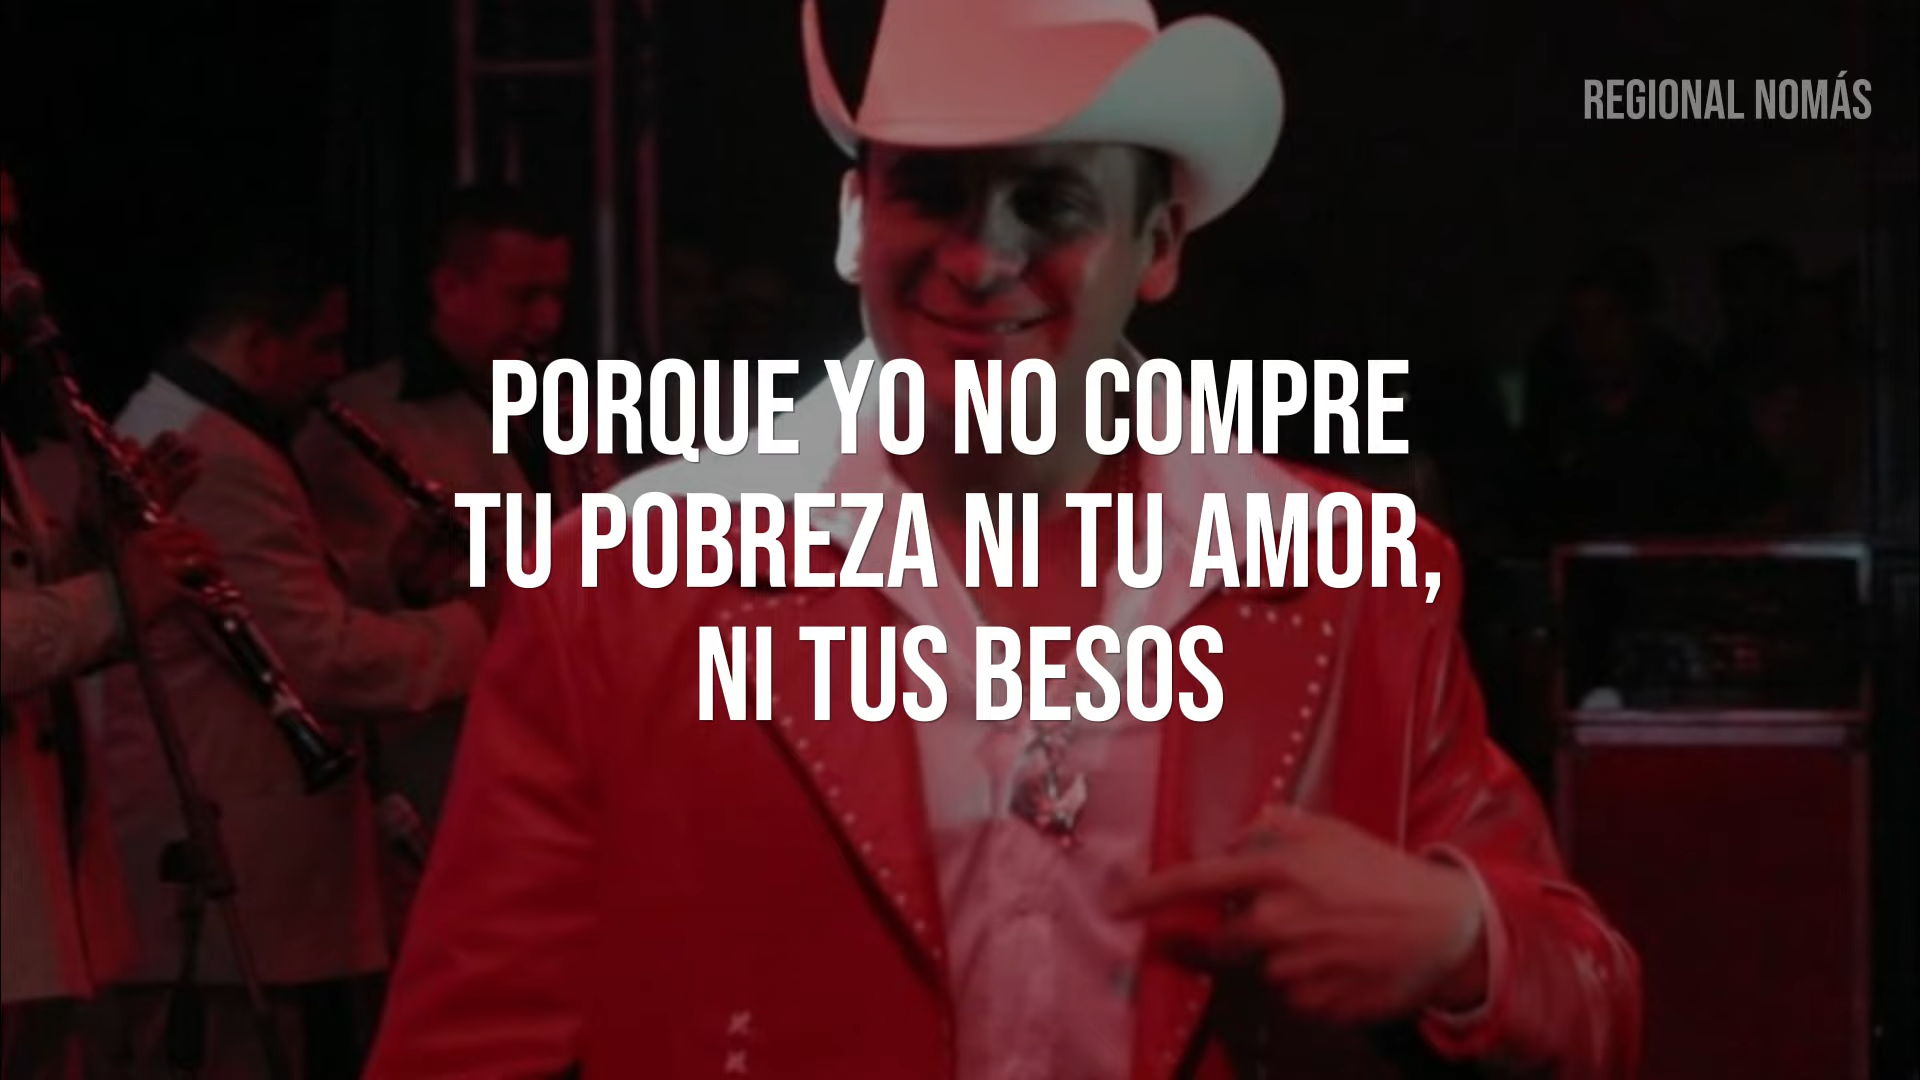 REGIONAL NOMÁS
PORQUE YO NO COMPRE
TU POBREZA NI TU AMOR,
NI TUS BESOS